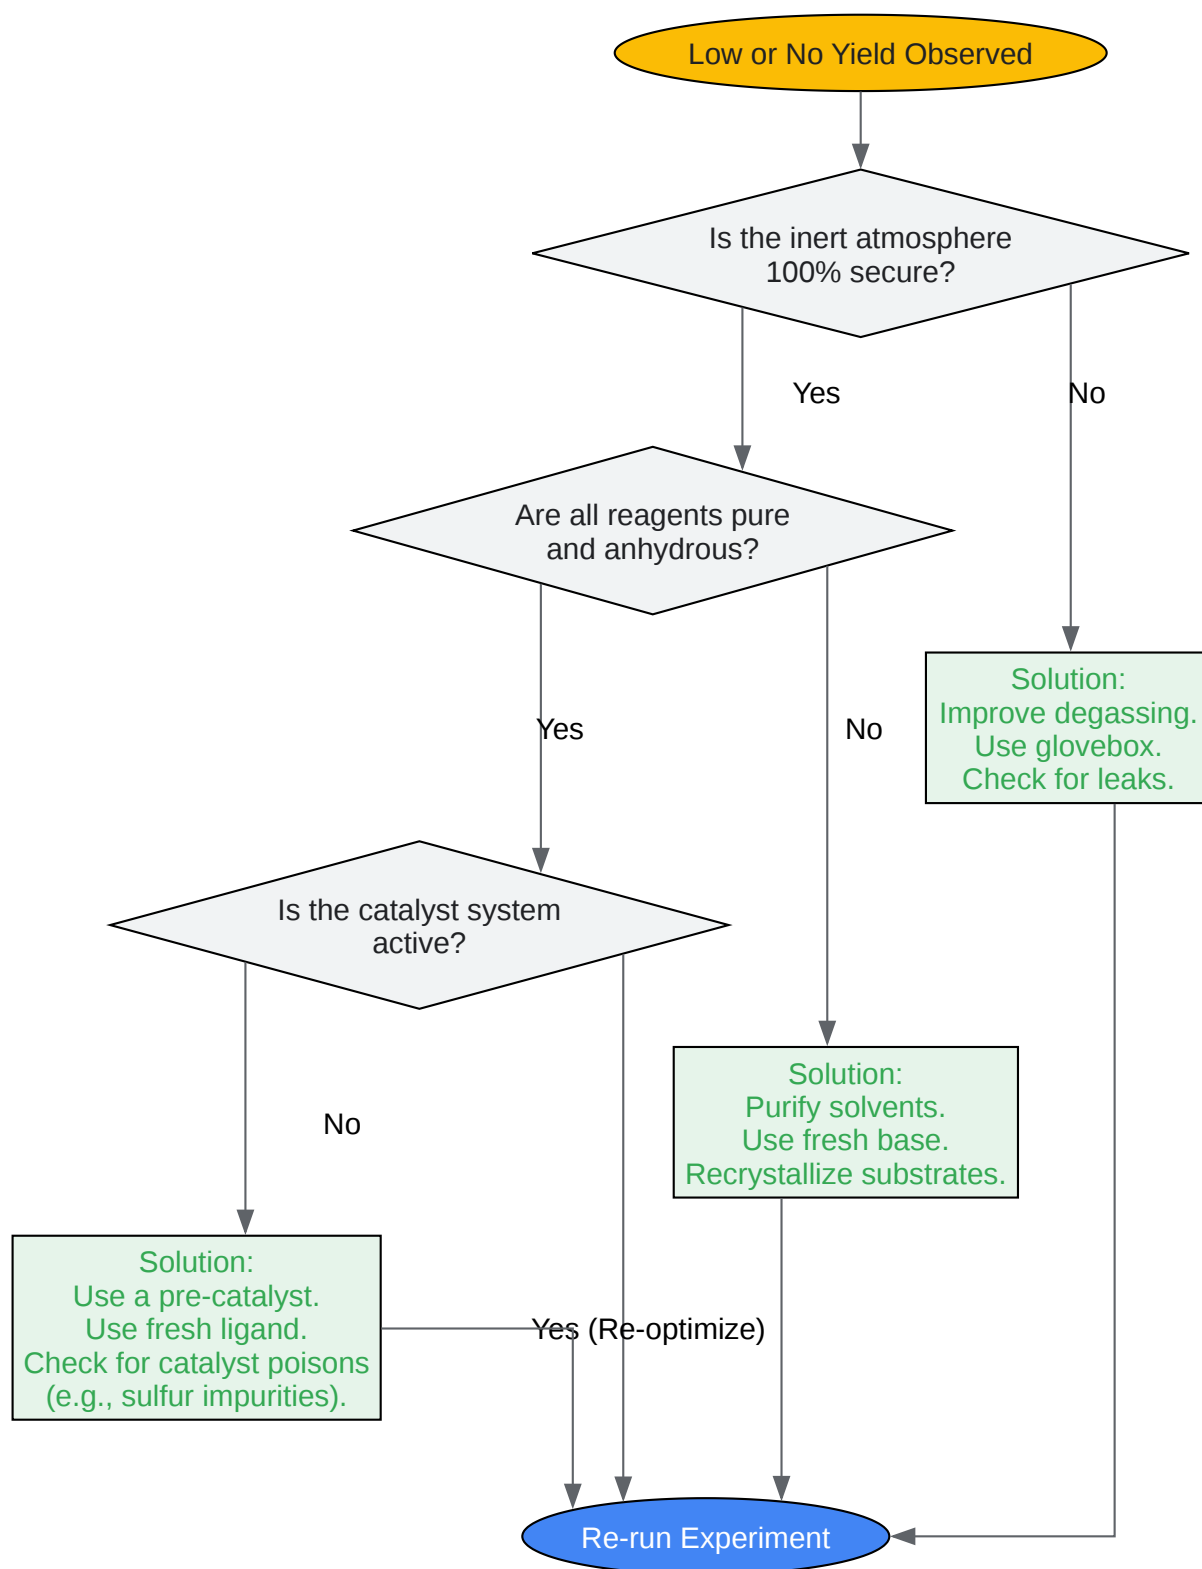 Low or No Yield Observed
Is the inert atmosphere
100% secure?
Yes
No
Are all reagents pure
and anhydrous?
Solution:
Improve degassing.
Use glovebox.
Check for leaks.
Yes
No
Is the catalyst system
active?
Solution:
Purify solvents.
Use fresh base.
Recrystallize substrates.
No
Solution:
Use a pre-catalyst.
Use fresh ligand.
Check for catalyst poisons
(e.g., sulfur impurities).
Yes (Re-optimize)
Re-run Experiment